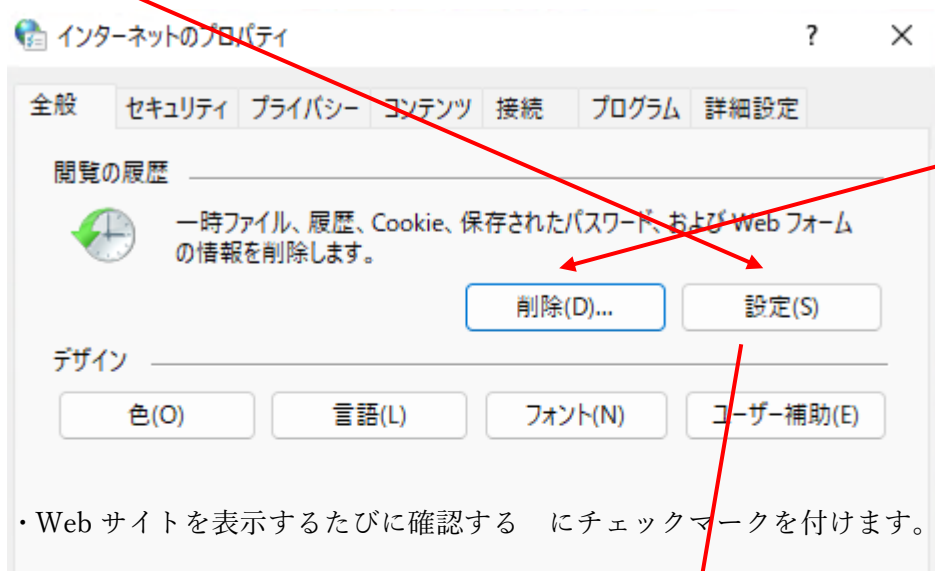 インターネットのプロパティ ? ×
全般 セキュリティ プライバシー コンテンツ 接続 プログラム 詳細設定
閲覧の履歴
一時ファイル、履歴、Cookie、保存されたパスワード、および Web フォーム
の情報を削除します。
削除(D)... 設定(S)
デザイン
色(O) 言語(L) フォント(N) ユーザー補助(E)
・Web サイトを表示するたびに確認する　にチェックマークを付けます。